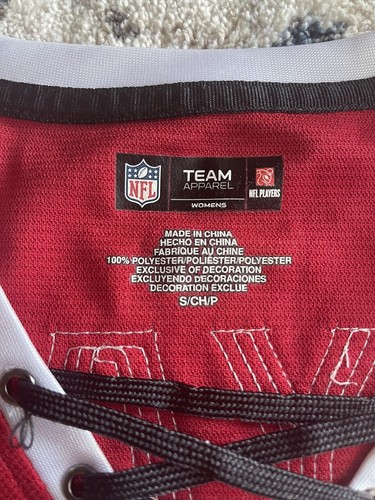 NFL
TEAM
APPAREL
WOMENS
NFL PLAYERS
MADE IN CHINA
HECHO EN CHINA
FABRIQUE AU CHINE
100% POLYESTER/POLIÉSTER/POLYESTER
EXCLUSIVE OF DECORATION
EXCLUYENDO DECORACIONES
DECORATION EXCLUE
S/CH/P